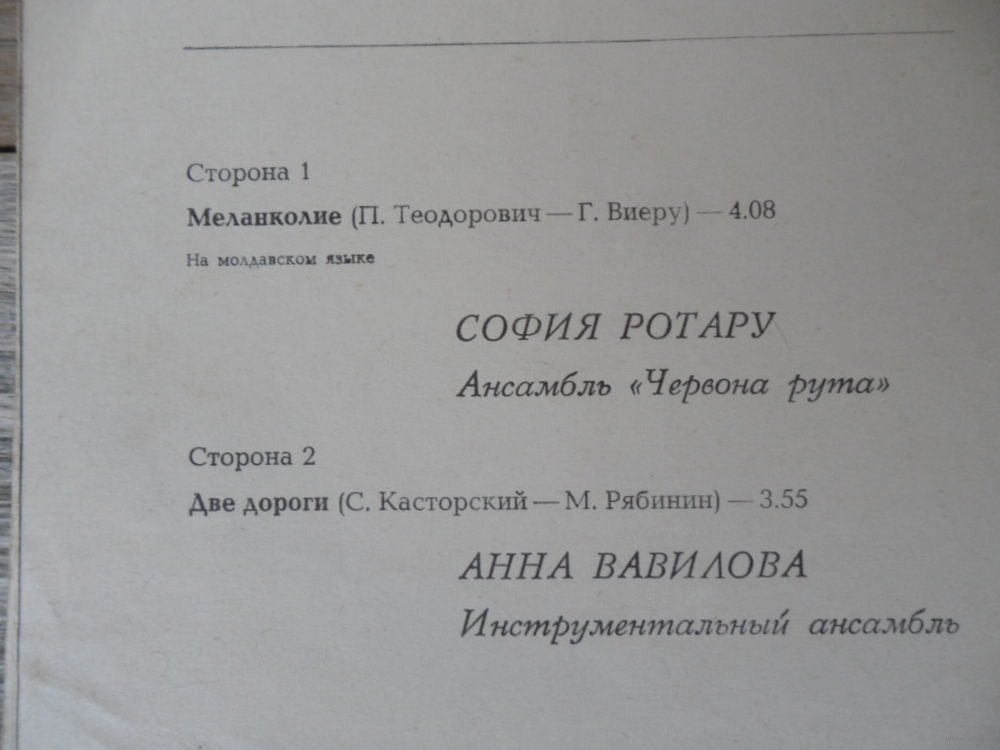 Сторона 1
Меланколие (П. Теодорович — Г. Виеру) — 4.08
На молдавском языке
СОФИЯ РОТАРУ
Ансамбль «Червона рута»
Сторона 2
Две дороги (С. Касторский — М. Рябинин) — 3.55
АННА ВАВИЛОВА
Инструментальный ансамбль